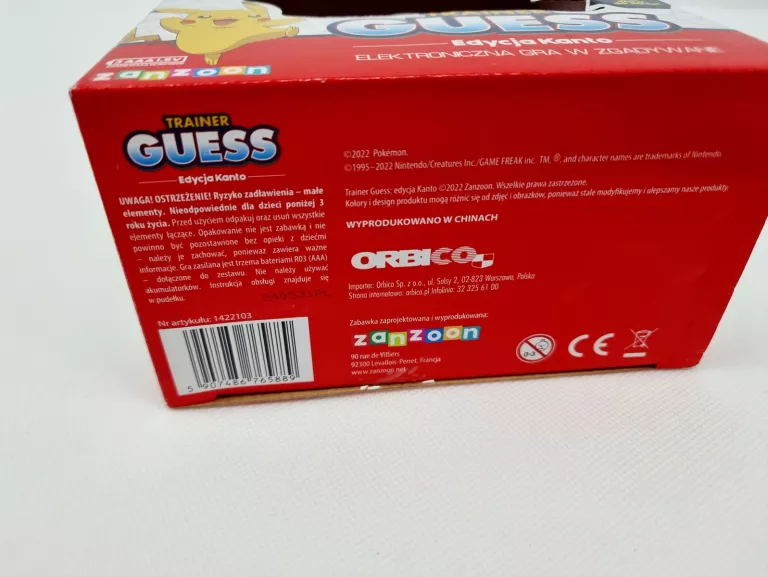 TRAINER
GUESS
Edycja Kanto
ELEKTRONICZNA GRA W ZGADYWANIE
zanzoon
TRAINER
GUESS
Edycja Kanto
UWAGA! OSTRZEŻENIE! Ryzyko zadławienia – małe
elementy. Nieodpowiednie dla dzieci poniżej 3
roku życia. Przed użyciem odpakuj oraz usuń wszystkie
elementy łączące. Opakowanie nie jest zabawką i nie
powinno być pozostawione bez opieki z dziećmi
– należy je zachować, ponieważ zawiera ważne
informacje. Gra zasilana jest trzema bateriami R03 (AAA)
– dołączone do zestawu. Nie należy używać
akumulatorków. Instrukcja obsługi znajduje się
w pudełku.
Nr artykułu: 1422103
5 907486 765889
©2022 Pokémon.
©1995–2022 Nintendo/Creatures Inc./GAME FREAK inc. TM, ®, and character names are trademarks of Nintendo.
Trainer Guess: edycja Kanto ©2022 Zanzoon. Wszelkie prawa zastrzeżone.
Kolory i design produktu mogą różnić się od zdjęć i obrazków, ponieważ stale modyfikujemy i ulepszamy nasze produkty.
WYPRODUKOWANO W CHINACH
ORBICO
Importer: Orbico Sp. z o.o., ul. Salsy 2, 02-823 Warszawa, Polska
Strona internetowa: orbico.pl Infolinia: 32 325 61 00
Zabawka zaprojektowana i wyprodukowana:
zanzoon
90 rue de Villiers
92300 Levallois-Perret, Francja
www.zanzoon.net
0-3
CE